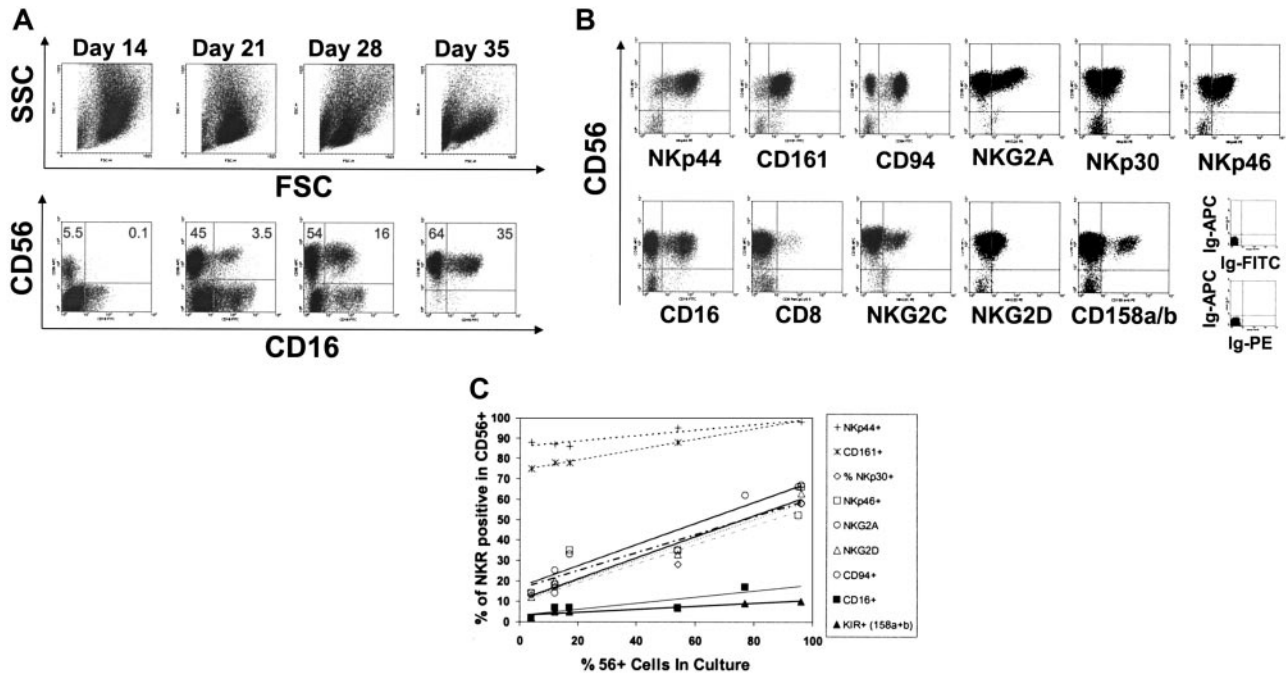 A
Day 14 Day 21 Day 28 Day 35
SSC
FSC
CD56
5.5 0.1 45 3.5 54 16 64 35
CD16
B
CD56
NKp44 CD161 CD94 NKG2A NKp30 NKp46
CD16 CD8 NKG2C NKG2D CD158a/b
Ig-APC
Ig-FITC
Ig-APC
Ig-PE
C
% of NKR positive in CD56+
100
90
80
70
60
50
40
30
20
10
0
0 20 40 60 80 100
% 56+ Cells In Culture
NKp44+
CD161+
% NKp30+
NKp46+
NKG2A
NKG2D
CD94+
CD16+
KIR+ (158a+b)